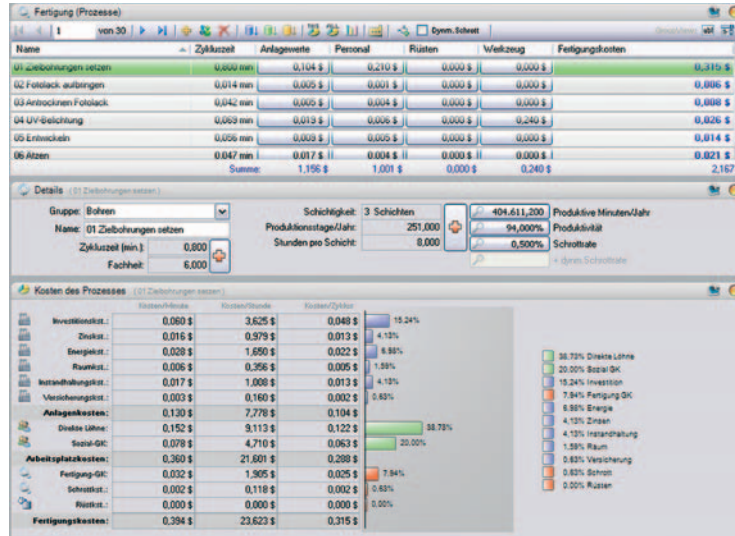 Fertigung (Prozesse)
1 von 30 Dynm. Schrott
Name Zykluszeit Anlagewerte Personal Rüsten Werkzeug Fertigungskosten
01 Zielbohrungen setzen 0,800 min 0,104 $ 0,210 $ 0,000 $ 0,000 $ 0,315 $
02 Fotolack aufbringen 0,014 min 0,005 $ 0,001 $ 0,000 $ 0,000 $ 0,006 $
03 Antrocknen Fotolack 0,042 min 0,005 $ 0,004 $ 0,000 $ 0,000 $ 0,008 $
04 UV-Belichtung 0,069 min 0,019 $ 0,006 $ 0,000 $ 0,240 $ 0,026 $
05 Entwickeln 0,056 min 0,009 $ 0,005 $ 0,000 $ 0,000 $ 0,014 $
06 Ätzen 0,047 min 0,017 $ 0,004 $ 0,000 $ 0,000 $ 0,021 $
Summe: 1,156 $ 1,001 $ 0,000 $ 0,240 $ 2,167
Details (01 Zielbohrungen setzen)
Gruppe: Bohren Schichtigkeit: 3 Schichten 404.611,200 Produktive Minuten/Jahr
Name: 01 Zielbohrungen setzen Produktionsstage/Jahr: 251,000 94,000% Produktivität
Zykluszeit (min.): 0,800 Stunden pro Schicht: 8,000 0,500% Schrottrate
Fachheit: 6,000 + dynm. Schrottrate
Kosten des Prozesses (01 Zielbohrungen setzen)
Kosten/Minute Kosten/Stunde Kosten/Zyklus
Investitionskst.: 0,060 $ 3,625 $ 0,048 $ 15.24%
Zinskst.: 0,016 $ 0,979 $ 0,013 $ 4.13%
Energiekst.: 0,028 $ 1,650 $ 0,022 $ 6.98%
Raumkst.: 0,006 $ 0,356 $ 0,005 $ 1.59%
Instandhaltungskst.: 0,017 $ 1,008 $ 0,013 $ 4,13%
Versicherungskst.: 0,003 $ 0,160 $ 0,002 $ 0,63%
Anlagenkosten: 0,130 $ 7,778 $ 0,104 $
Direkte Löhne: 0,152 $ 9,113 $ 0,122 $ 38,73%
Sozial-GK: 0,078 $ 4,710 $ 0,063 $ 20,00%
Arbeitsplatzkosten: 0,360 $ 21,601 $ 0,288 $
Fertigung-GK: 0,032 $ 1,905 $ 0,025 $ 7.94%
Schrottkst.: 0,002 $ 0,118 $ 0,002 $ 0,63%
Rüstkst.: 0,000 $ 0,000 $ 0,000 $ 0,00%
Fertigungskosten: 0,394 $ 23,623 $ 0,315 $
38,73% Direkte Löhne
20,00% Sozial GK
15.24% Investition
7.94% Fertigung GK
6.98% Energie
4,13% Zinsen
4,13% Instandhaltung
1.59% Raum
0.63% Versicherung
0.63% Schrott
0.00% Rüsten